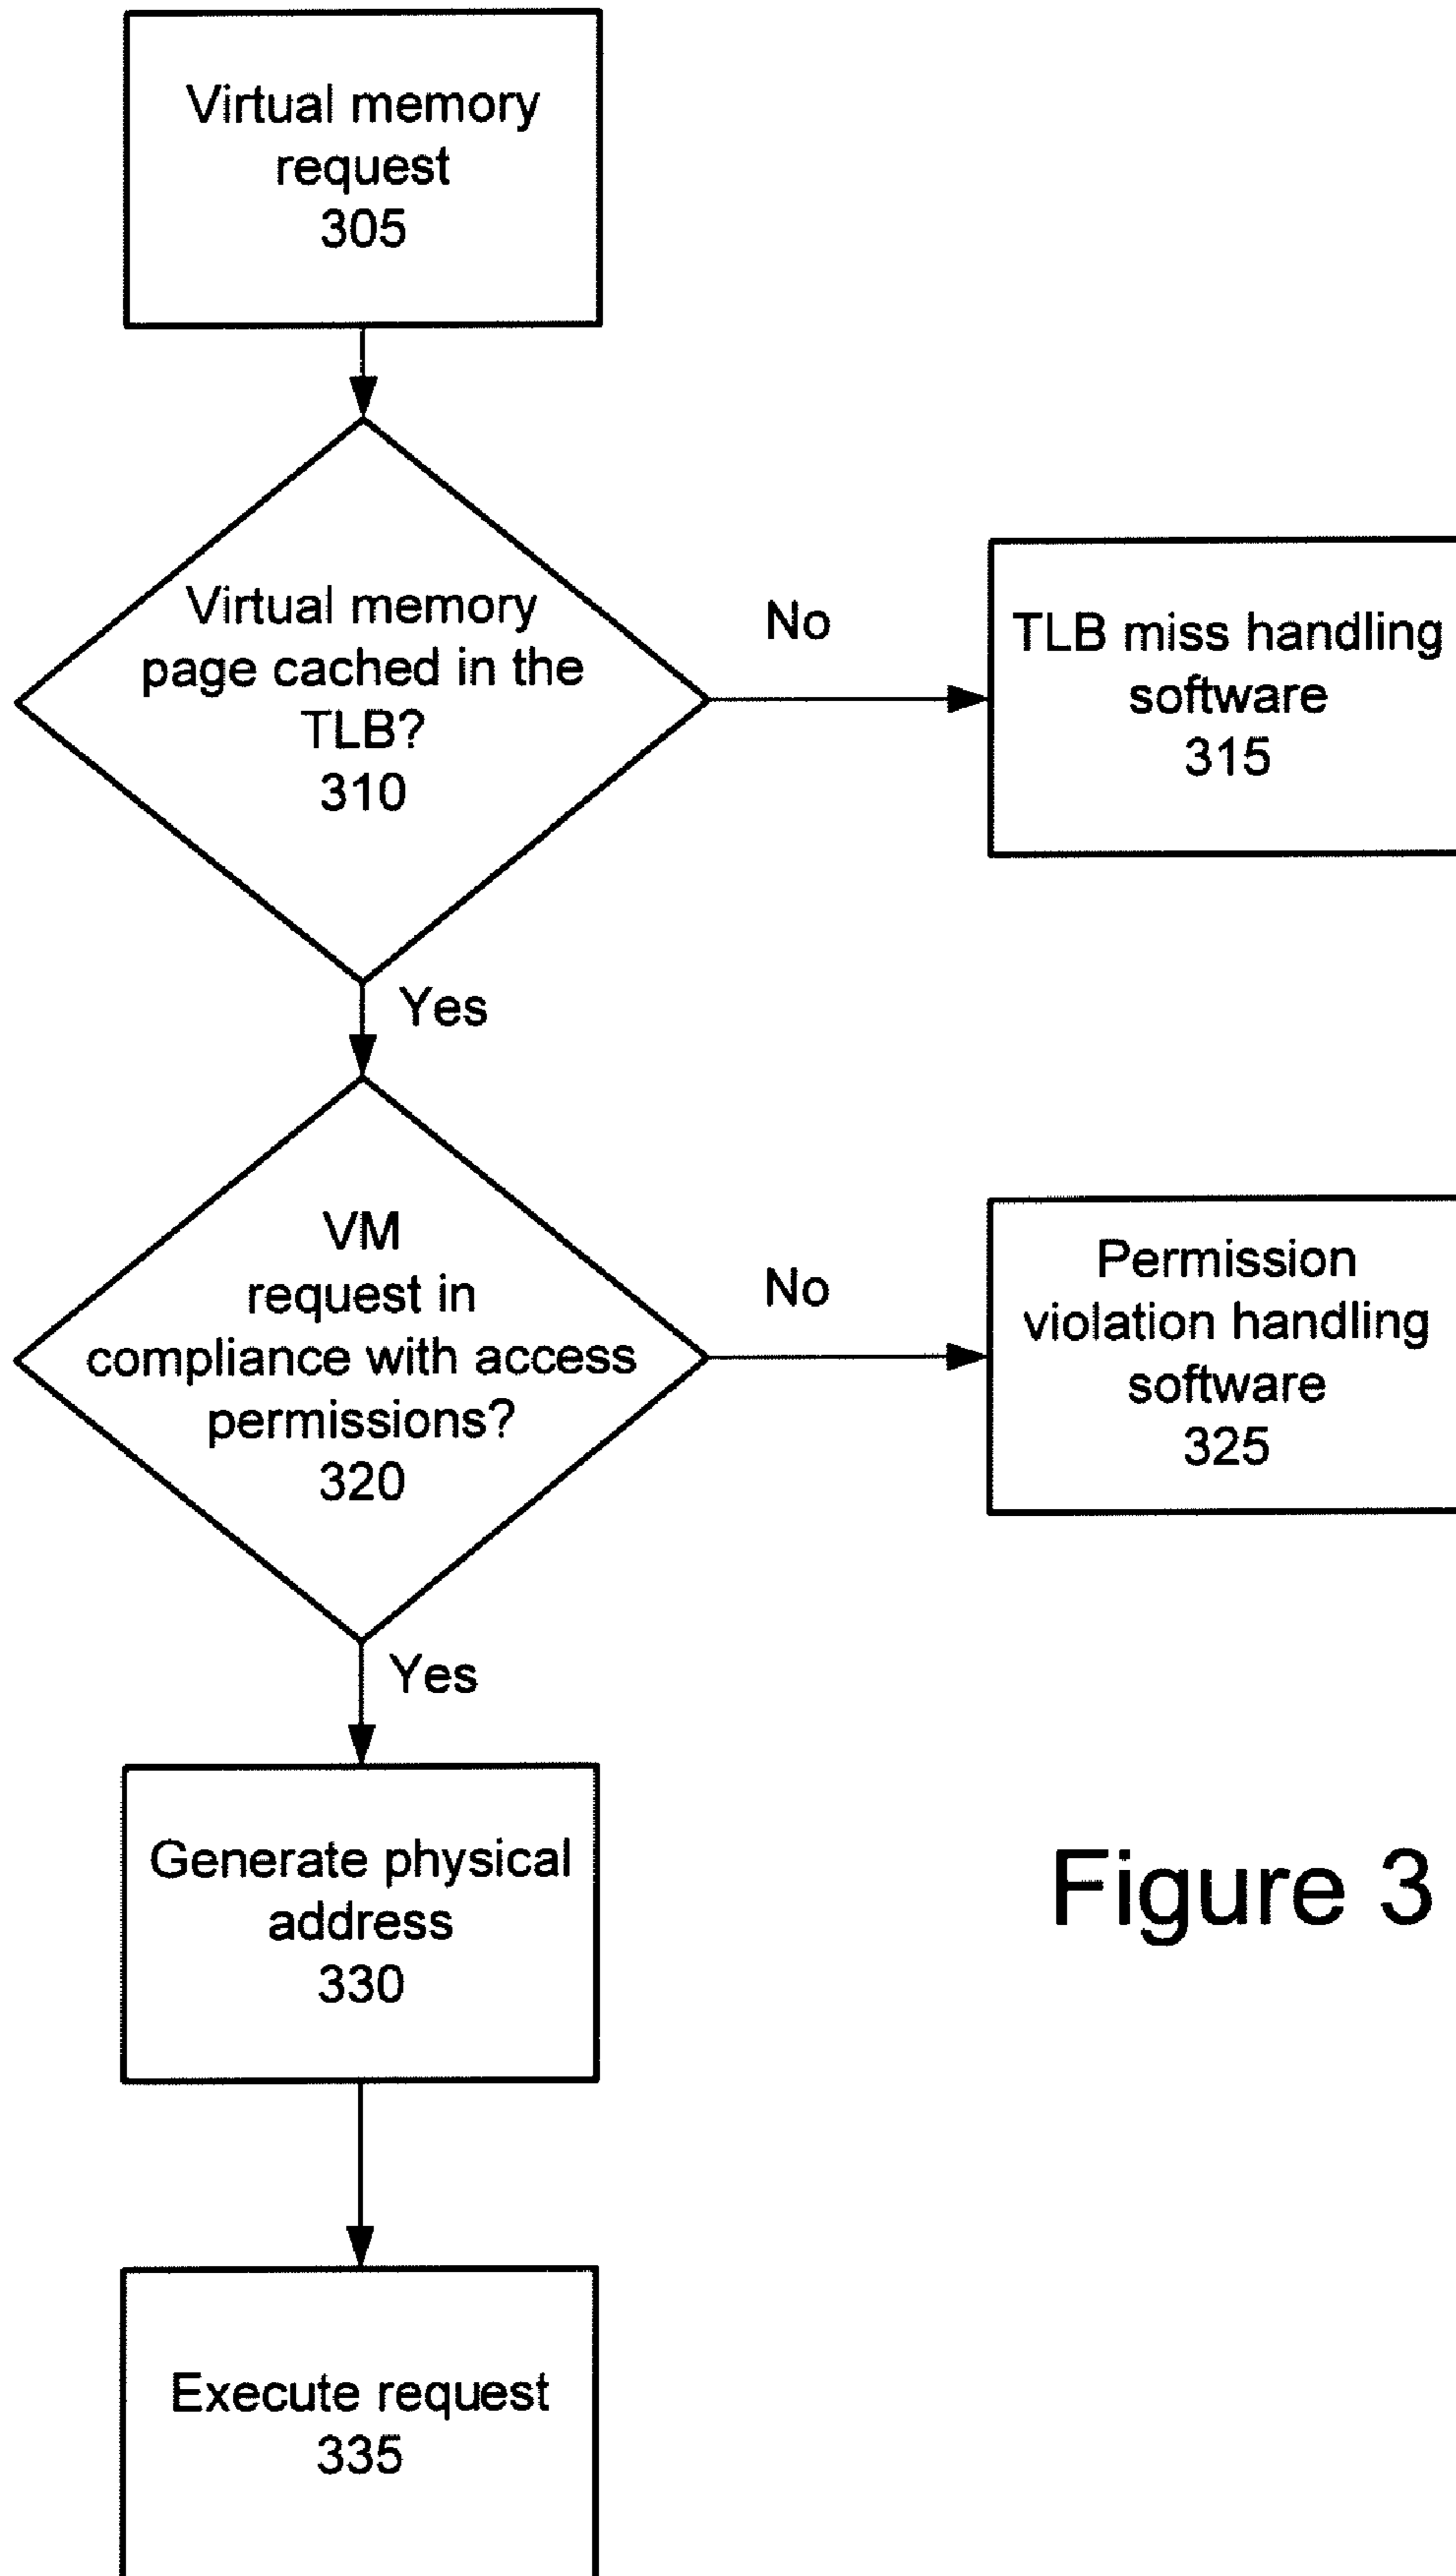 Virtual memory
request
305
Virtual memory
page cached in the
TLB?
310
No
TLB miss handling
software
315
Yes
VM
request in
compliance with access
permissions?
320
No
Permission
violation handling
software
325
Yes
Generate physical
address
330
Figure 3
Execute request
335